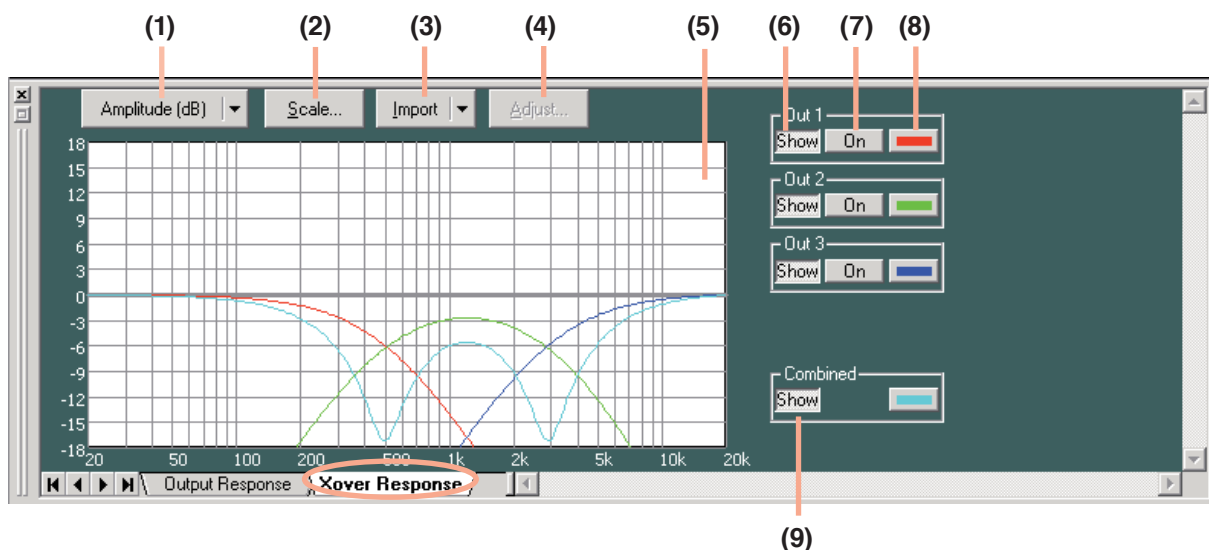 (1) (2) (3) (4) (5) (6) (7) (8)
Amplitude (dB) Scale... Import Adjust...
Out 1
Show On
18
15
12
9
6
3
0
-3
-6
-9
-12
-15
-18
20 50 100 200 500 1k 2k 5k 10k 20k
Out 2
Show On
Out 3
Show On
Combined
Show
Output Response Xover Response
(9)